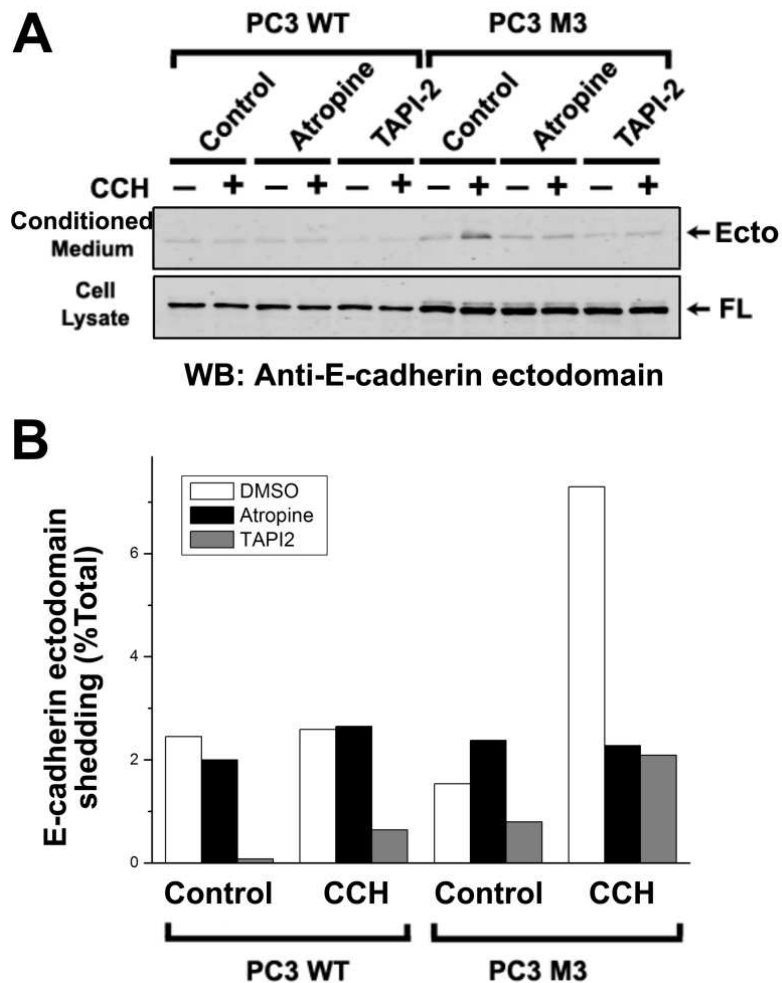 A
PC3 WT PC3 M3
Control Atropine TAPI-2 Control Atropine TAPI-2
CCH − + − + − + − + − + − +
Conditioned
Medium
← Ecto
Cell
Lysate
← FL
WB: Anti-E-cadherin ectodomain
B
DMSO
Atropine
TAPI2
E-cadherin ectodomain
shedding (%Total)
6
4
2
0
Control CCH Control CCH
PC3 WT PC3 M3